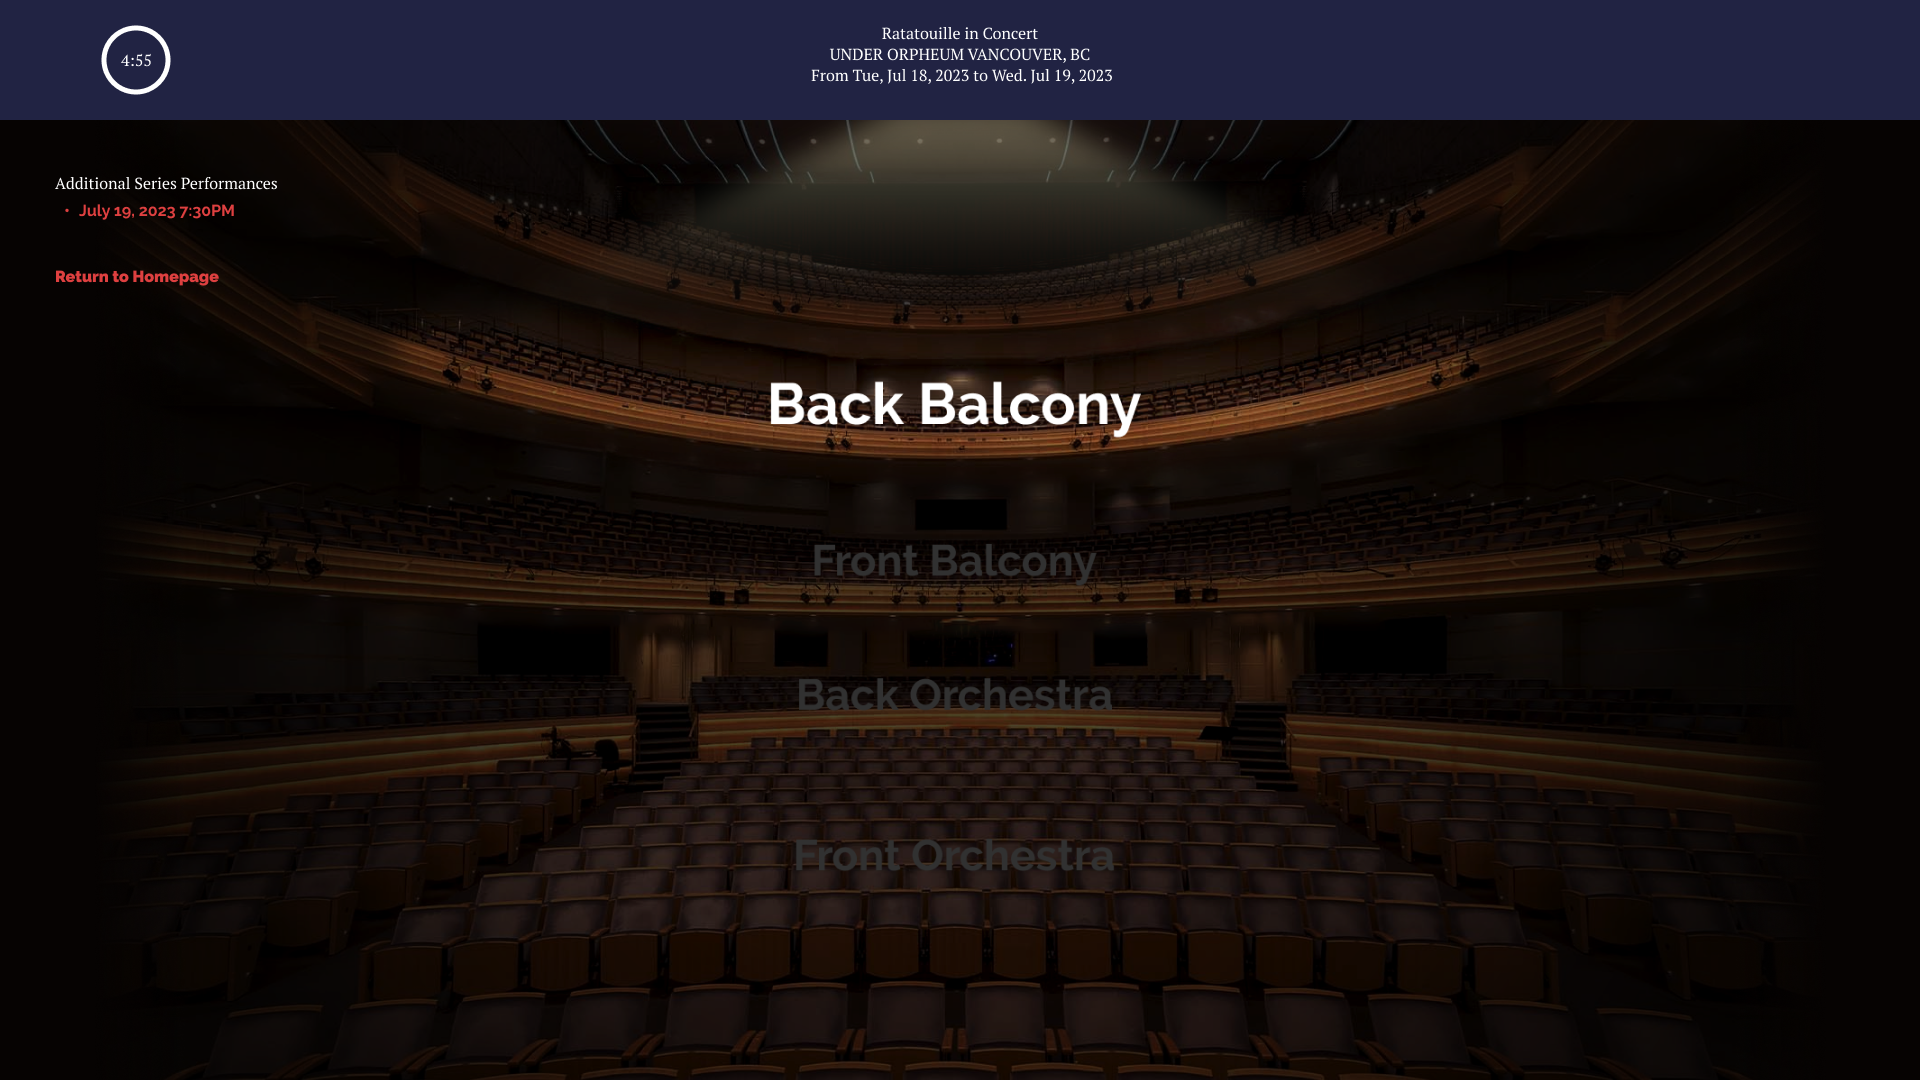 4:55
Ratatouille in Concert
UNDER ORPHEUM VANCOUVER, BC
From Tue, Jul 18, 2023 to Wed. Jul 19, 2023
Additional Series Performances
• July 19, 2023 7:30PM
Return to Homepage
Back Balcony
Front Balcony
Back Orchestra
Front Orchestra